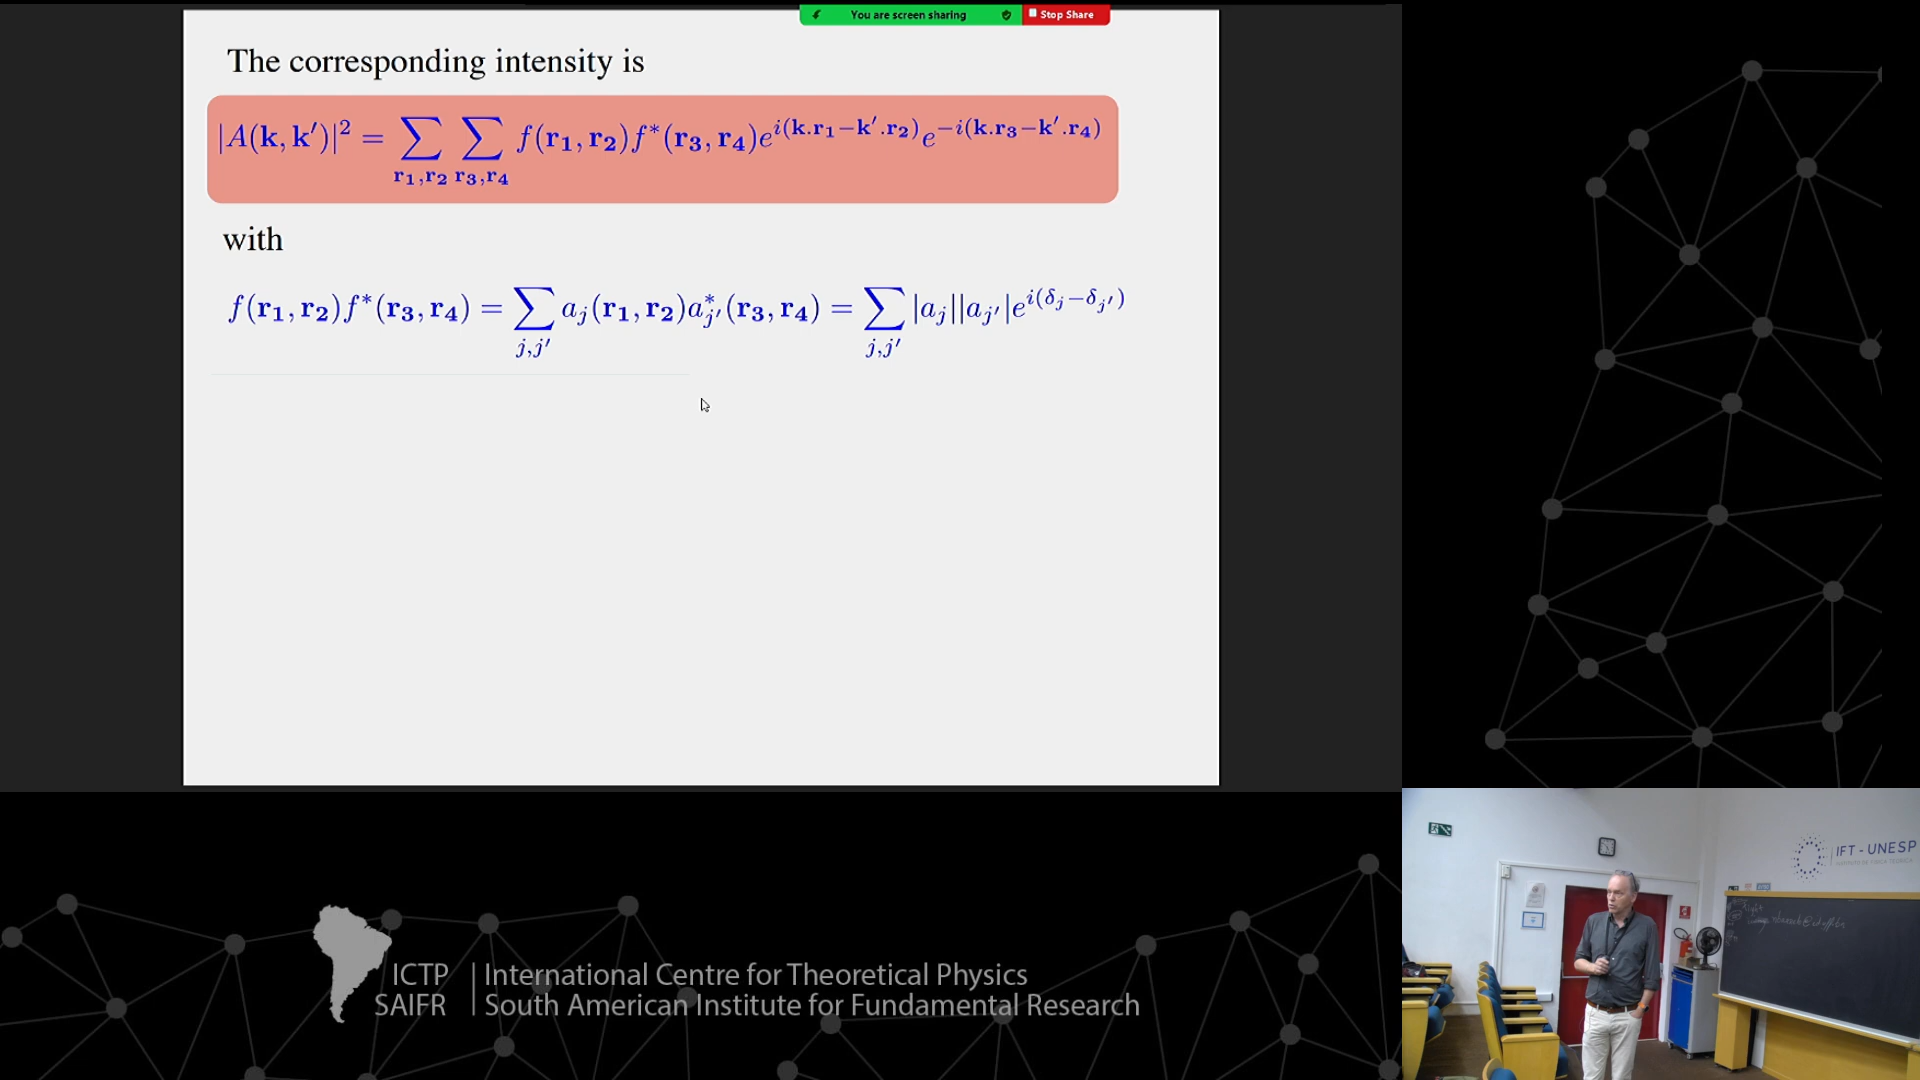 You are screen sharing
Stop Share
The corresponding intensity is
|A(k, k′)|² = ∑_{r₁,r₂} ∑_{r₃,r₄} f(r₁, r₂) f*(r₃, r₄) e^{i(k.r₁−k′.r₂)} e^{−i(k.r₃−k′.r₄)}
with
f(r₁, r₂) f*(r₃, r₄) = ∑_{j,j′} a_j(r₁, r₂) a*_{j′}(r₃, r₄) = ∑_{j,j′} |a_j||a_{j′}| e^{i(δ_j−δ_{j′})}
IFT - UNESP
ICTP | International Centre for Theoretical Physics
SAIFR | South American Institute for Fundamental Research